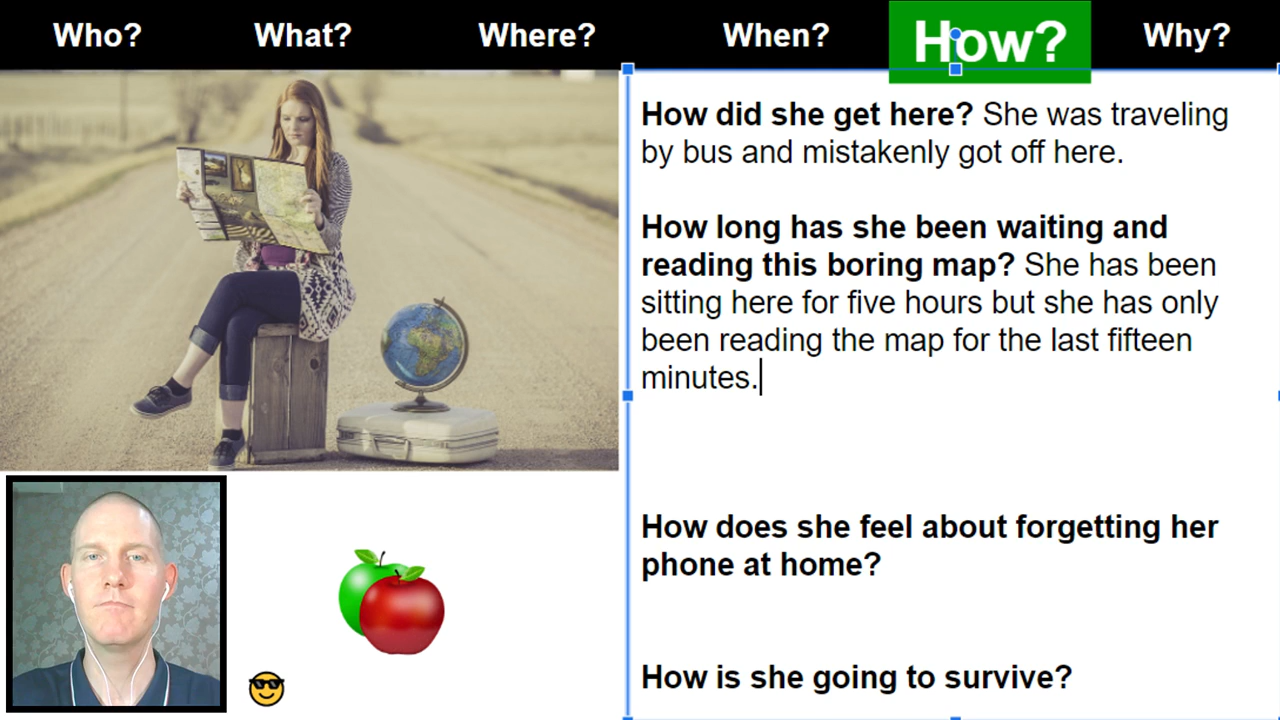 Who? What? Where? When? How? Why?
How did she get here? She was traveling
by bus and mistakenly got off here.
How long has she been waiting and
reading this boring map? She has been
sitting here for five hours but she has only
been reading the map for the last fifteen
minutes.
How does she feel about forgetting her
phone at home?
How is she going to survive?